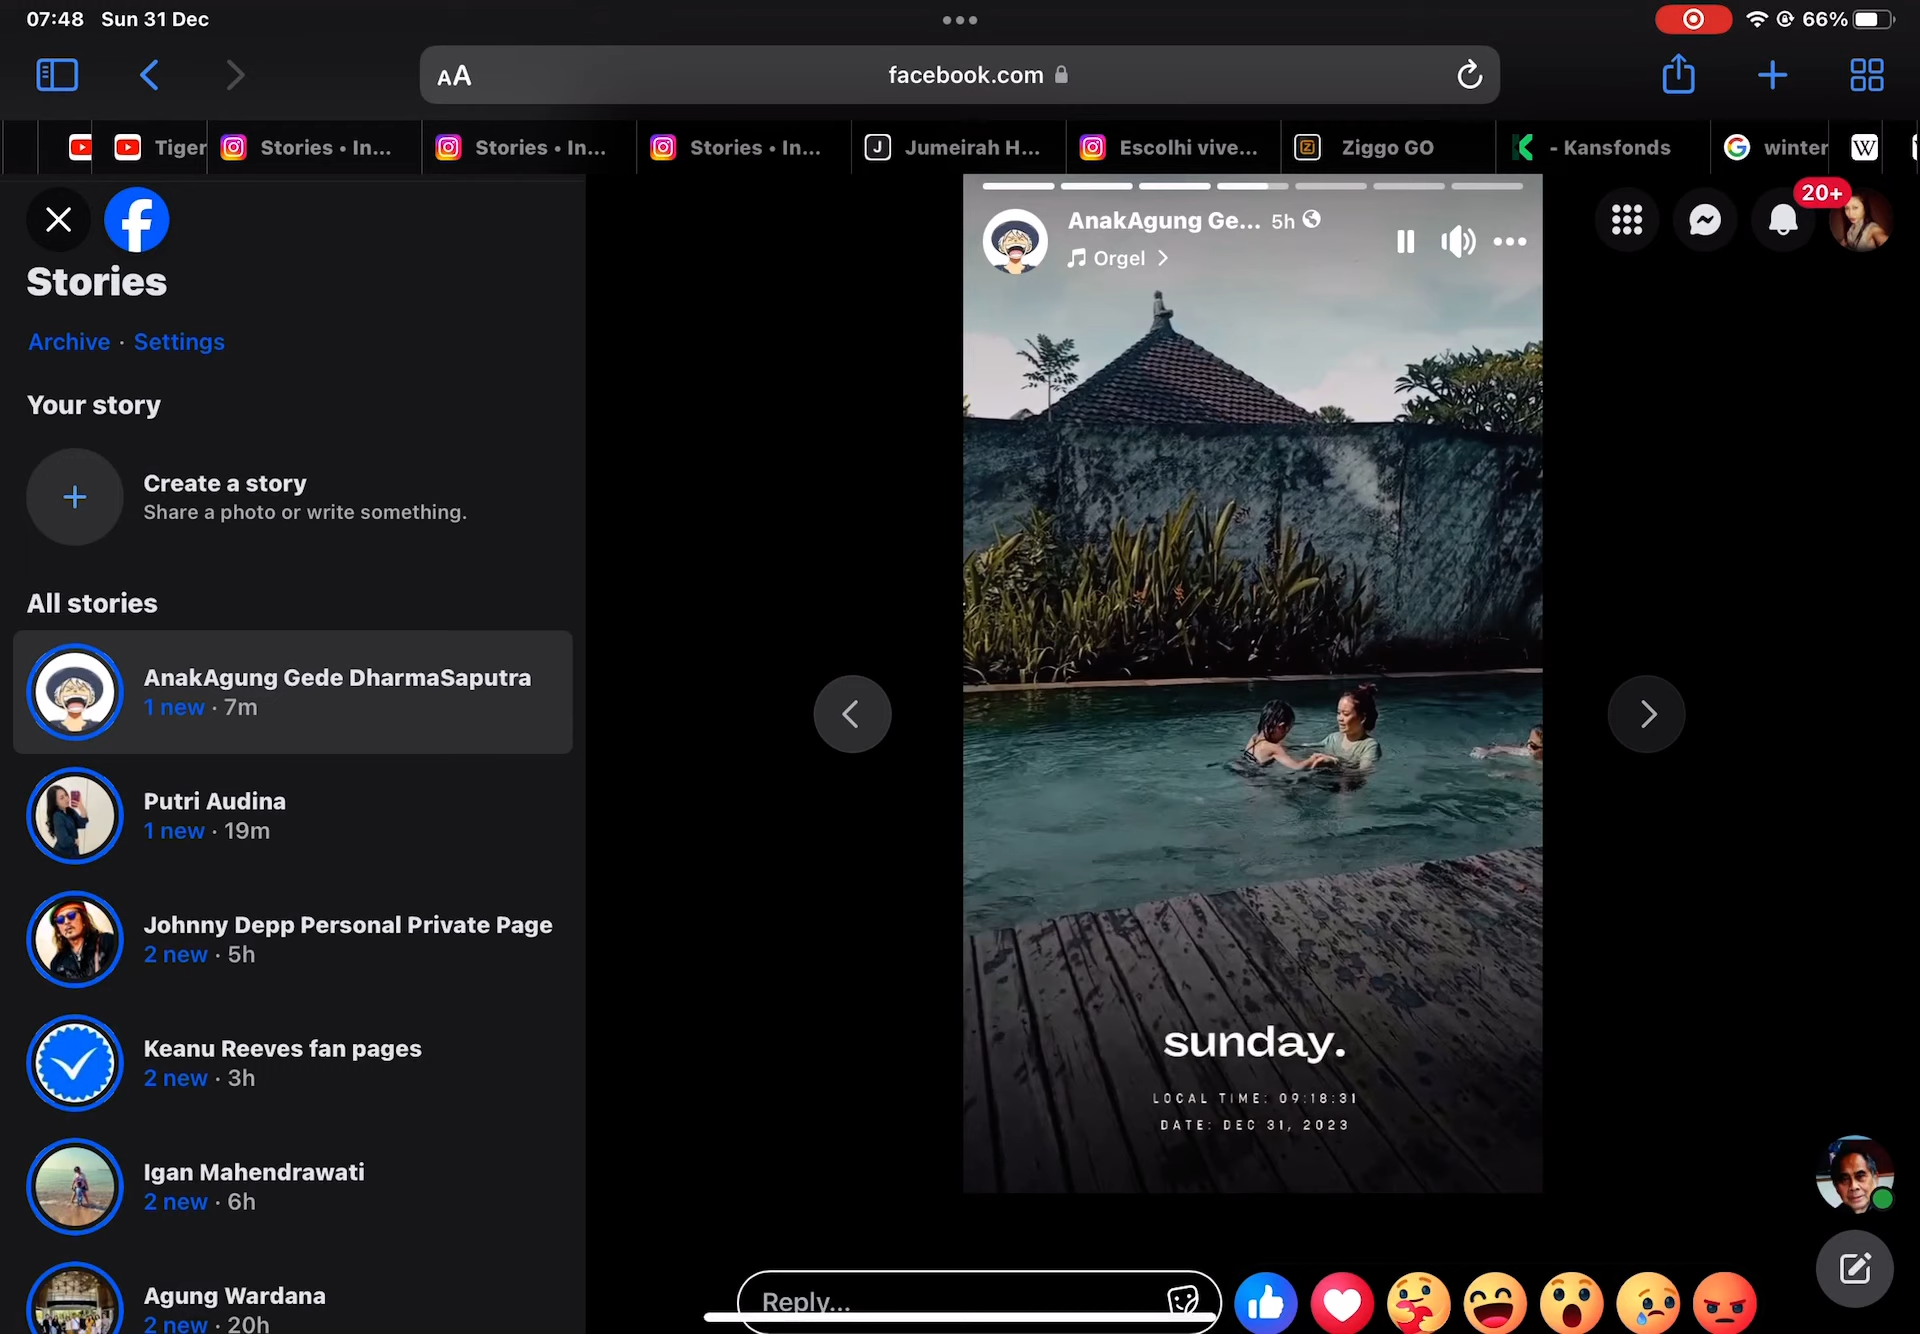 07:48 Sun 31 Dec
66%
AA
facebook.com
Tiger
Stories • In...
Stories • In...
Stories • In...
J
Jumeirah H...
Escolhi vive...
Z
Ziggo GO
- Kansfonds
winter
W
Stories
Archive · Settings
Your story
Create a story
Share a photo or write something.
All stories
AnakAgung Gede DharmaSaputra
1 new · 7m
Putri Audina
1 new · 19m
Johnny Depp Personal Private Page
2 new · 5h
Keanu Reeves fan pages
2 new · 3h
Igan Mahendrawati
2 new · 6h
Agung Wardana
2 new · 20h
AnakAgung Ge... 5h
Orgel
sunday.
LOCAL TIME: 09:18:31
DATE: DEC 31, 2023
20+
Reply...